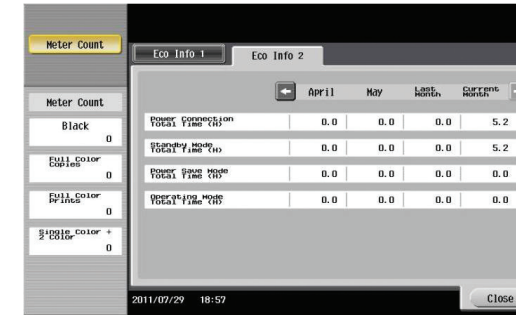 Meter Count
Eco Info 1
Eco Info 2
April
May
Last
Month
Current
Month
Meter Count
Black
0
Full Color
Copies
0
Full Color
Prints
0
Single Color +
2 Color
0
Power Connection
Total Time (H)
0.0
0.0
0.0
5.2
Standby Mode
Total Time (H)
0.0
0.0
0.0
5.2
Power Save Mode
Total Time (H)
0.0
0.0
0.0
0.0
Operating Mode
Total Time (H)
0.0
0.0
0.0
0.0
2011/07/29 18:57
Close